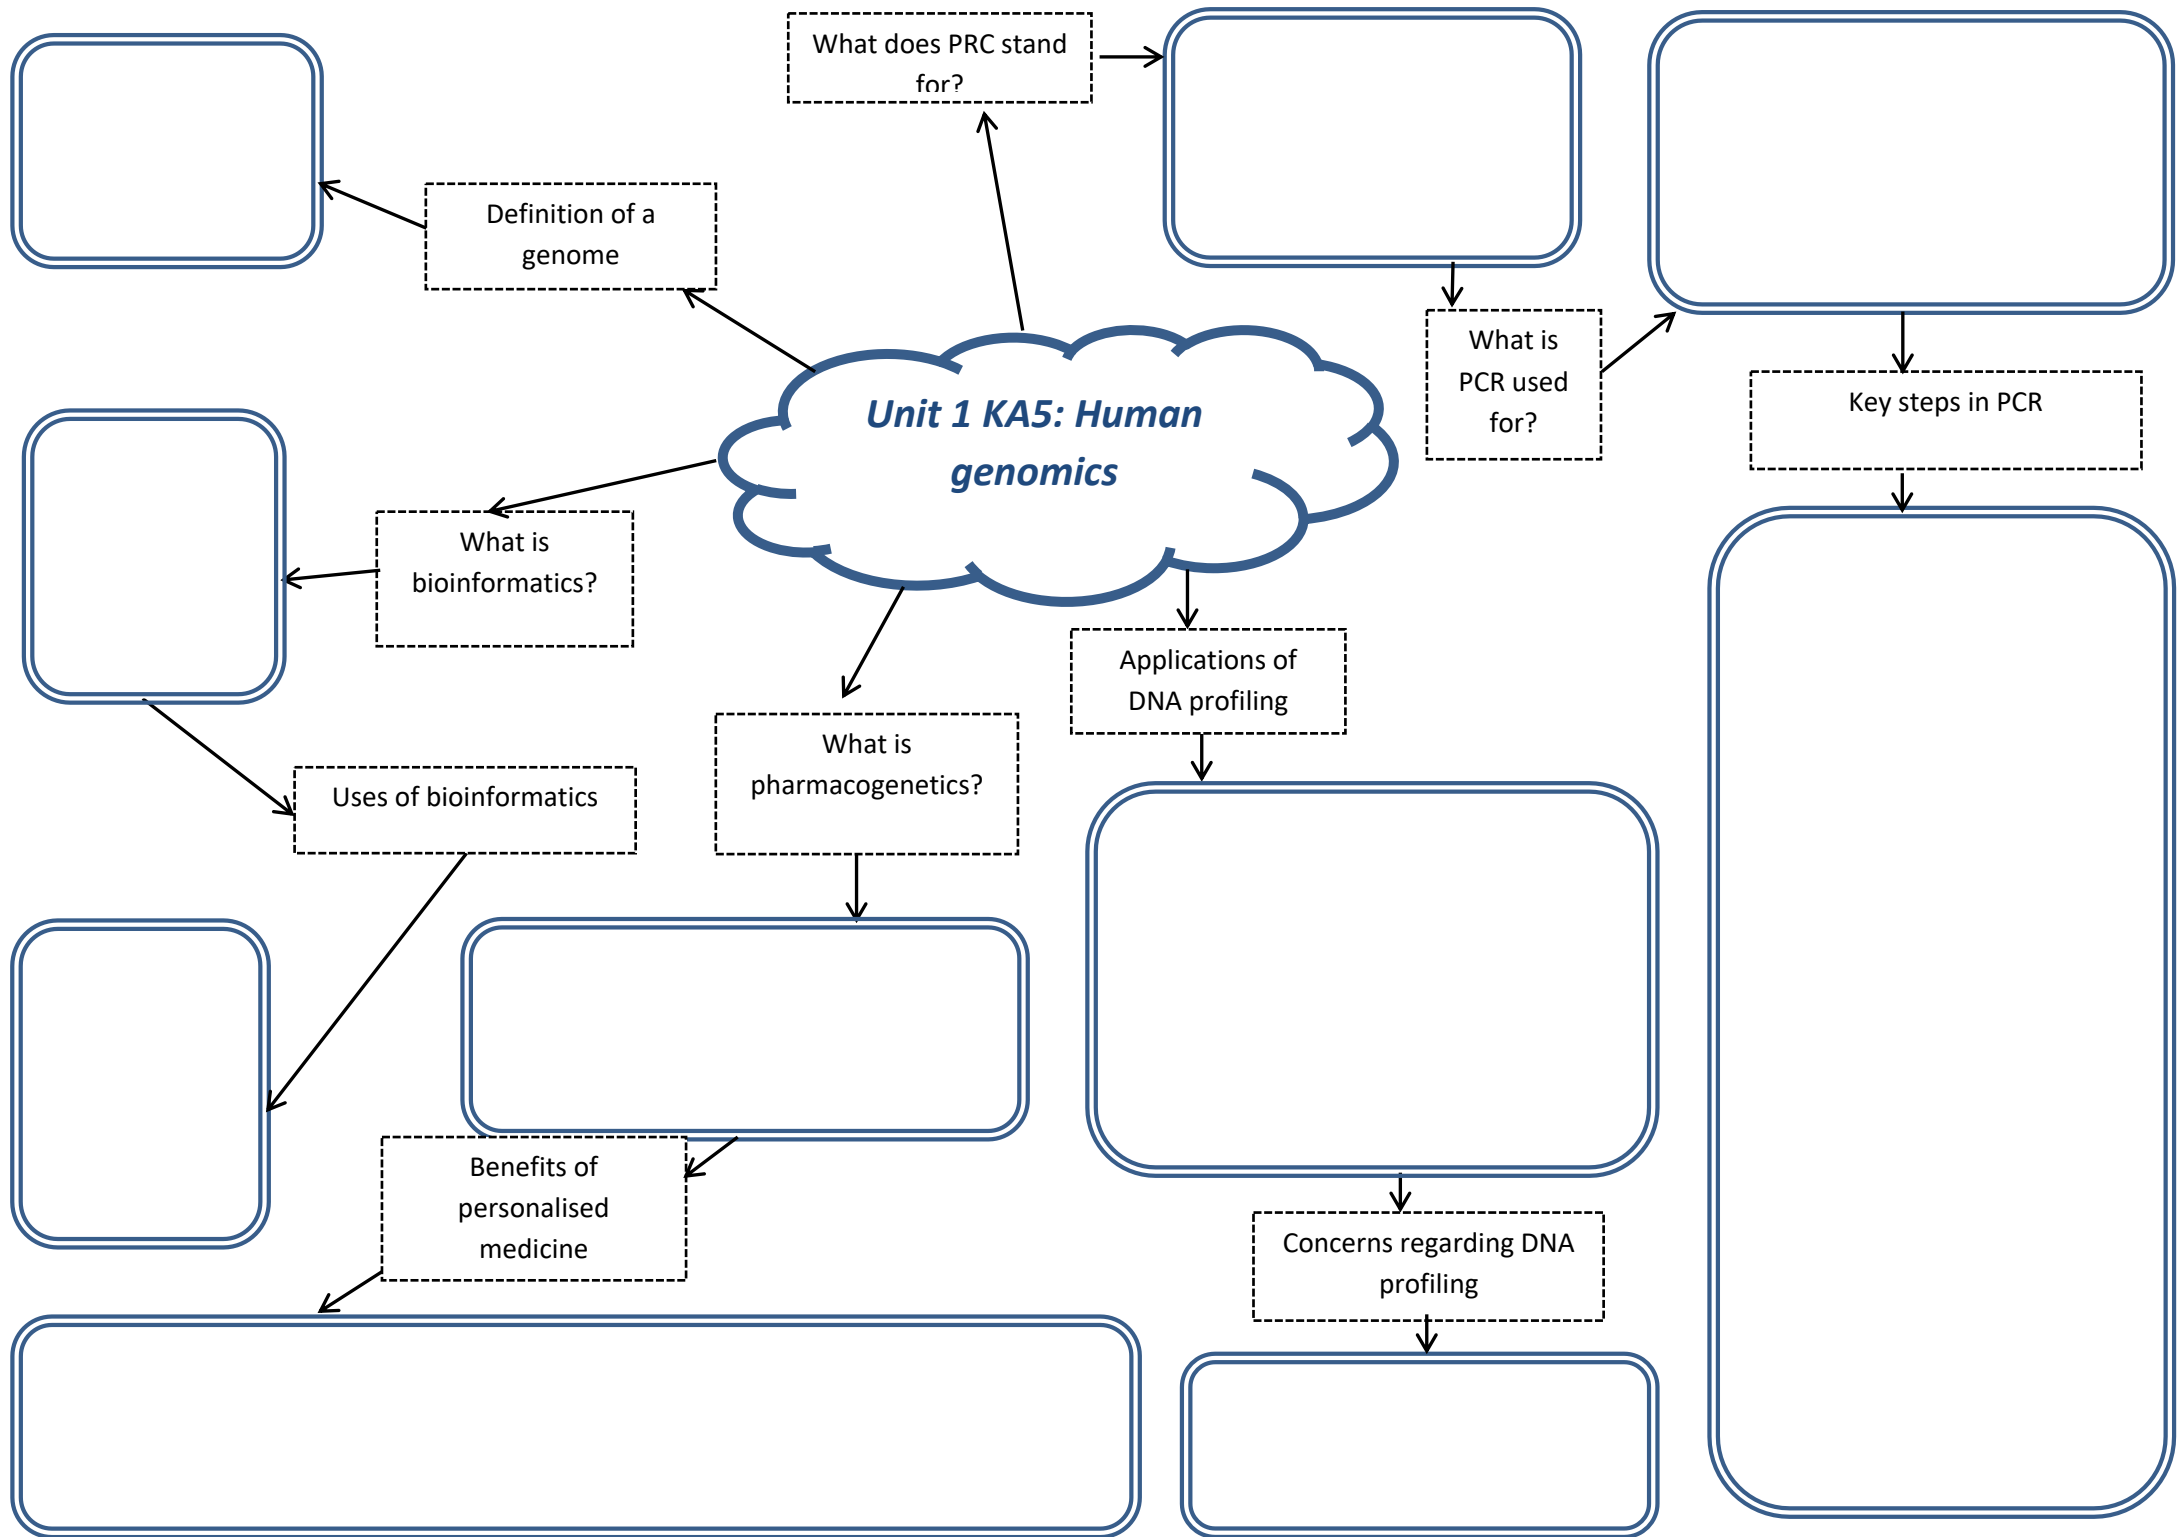 What does PRC stand
for?
Definition of a
genome
What is
PCR used
for?
Key steps in PCR
Unit 1 KA5: Human
genomics
What is
bioinformatics?
Applications of
DNA profiling
What is
pharmacogenetics?
Uses of bioinformatics
Benefits of
personalised
medicine
Concerns regarding DNA
profiling